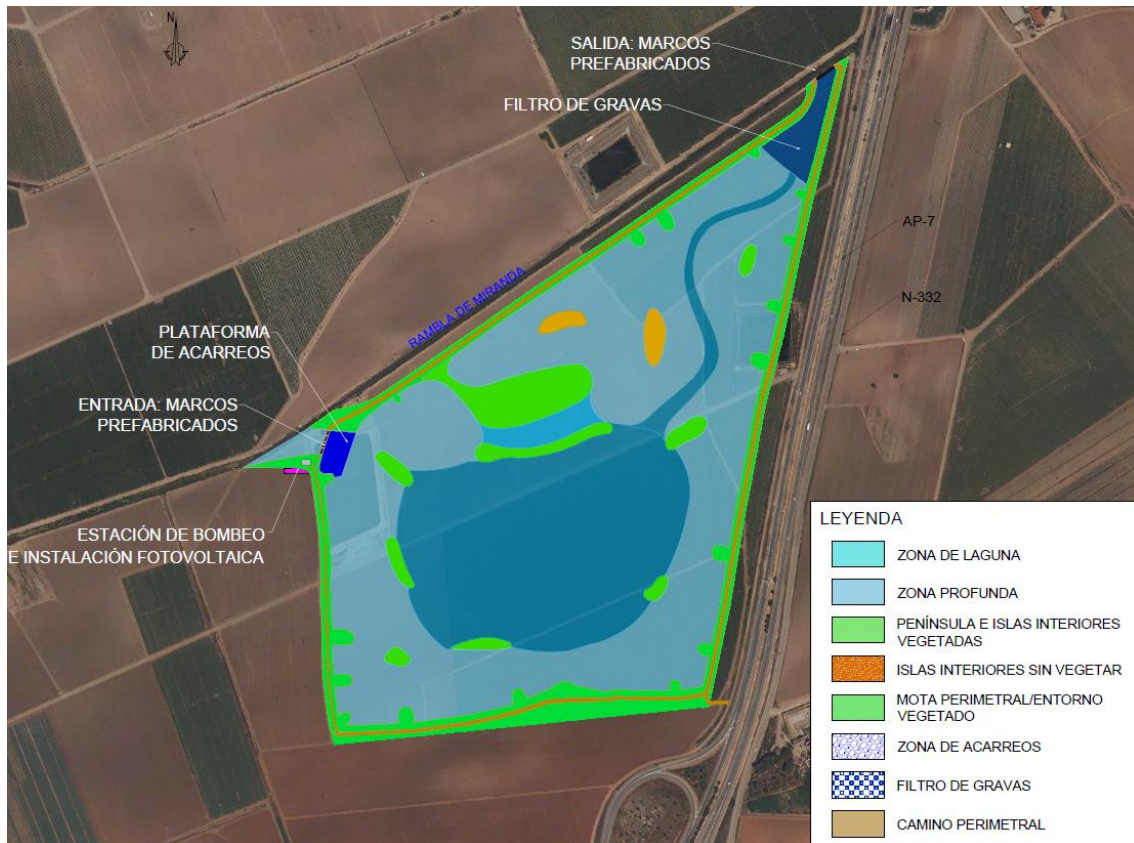 N
SALIDA: MARCOS
PREFABRICADOS
FILTRO DE GRAVAS
AP-7
N-332
RAMBLA DE MIRANDA
PLATAFORMA
DE ACARREOS
ENTRADA: MARCOS
PREFABRICADOS
ESTACIÓN DE BOMBEO
E INSTALACIÓN FOTOVOLTAICA
LEYENDA
ZONA DE LAGUNA
ZONA PROFUNDA
PENÍNSULA E ISLAS INTERIORES
VEGETADAS
ISLAS INTERIORES SIN VEGETAR
MOTA PERIMETRAL/ENTORNO
VEGETADO
ZONA DE ACARREOS
FILTRO DE GRAVAS
CAMINO PERIMETRAL